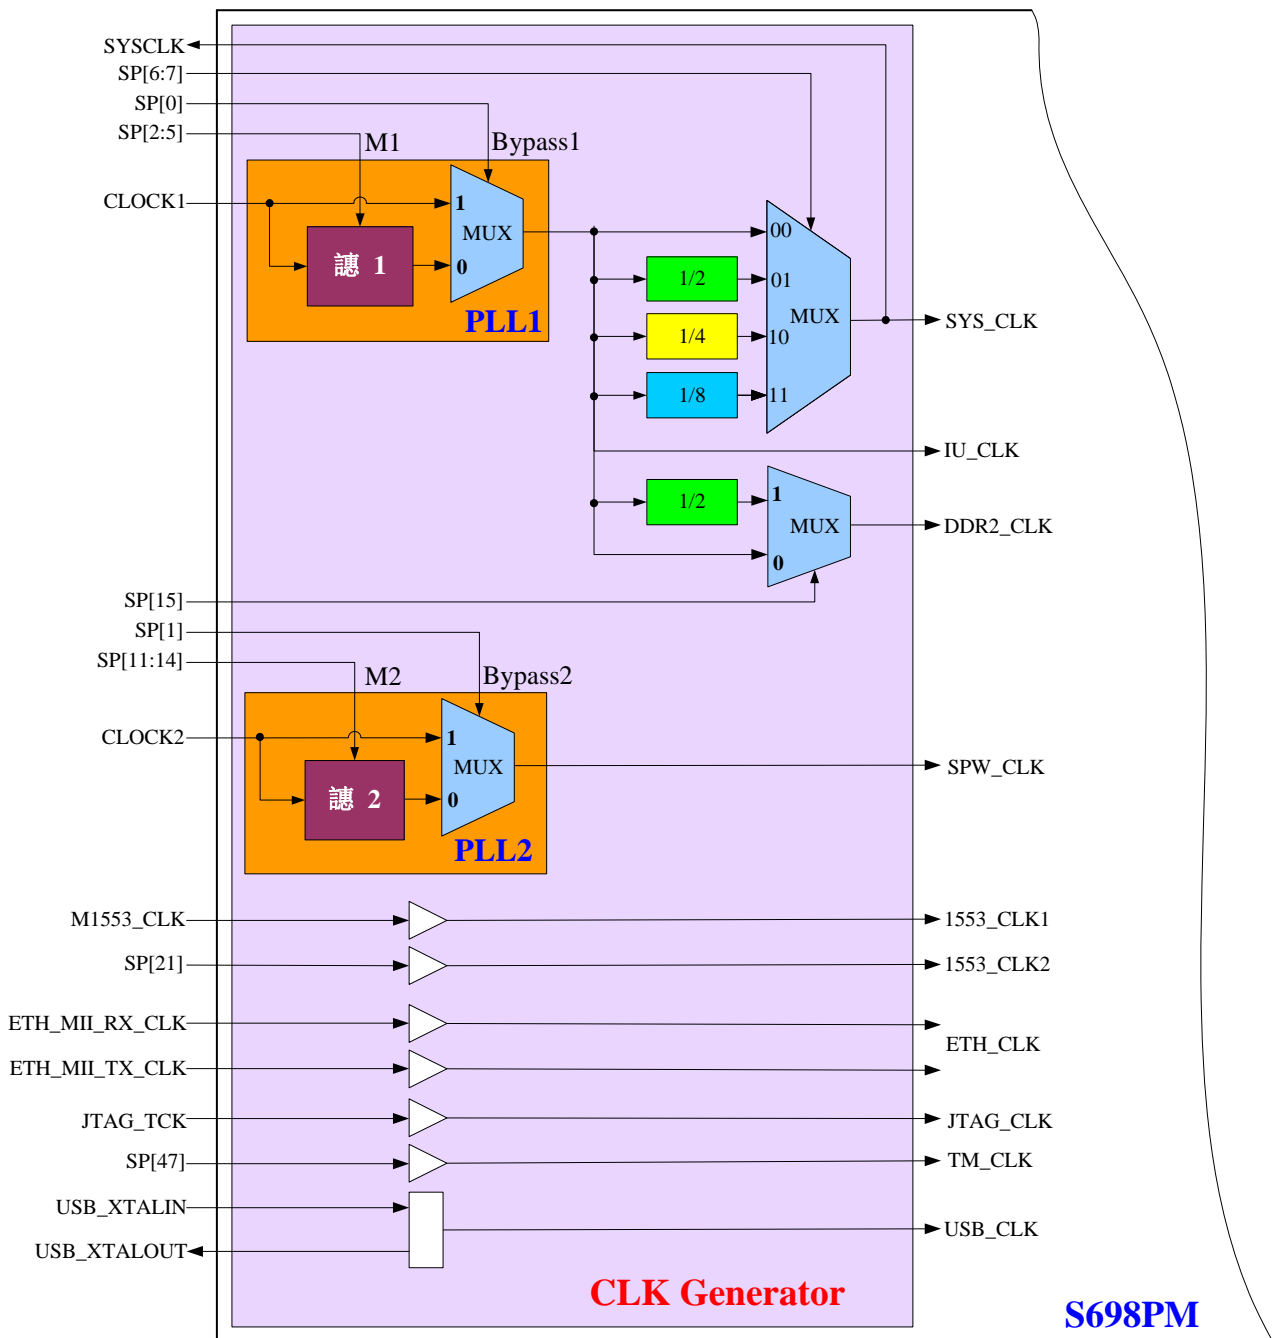 SYSCLK
SP[6:7]
SP[0]
SP[2:5]
M1
Bypass1
CLOCK1
1
MUX
0
譓 1
PLL1
00
1/2
01
MUX
1/4
10
1/8
11
SYS_CLK
IU_CLK
1/2
1
MUX
0
DDR2_CLK
SP[15]
SP[1]
SP[11:14]
M2
Bypass2
CLOCK2
1
MUX
0
譓 2
PLL2
SPW_CLK
M1553_CLK
1553_CLK1
SP[21]
1553_CLK2
ETH_MII_RX_CLK
ETH_CLK
ETH_MII_TX_CLK
JTAG_TCK
JTAG_CLK
SP[47]
TM_CLK
USB_XTALIN
USB_CLK
USB_XTALOUT
CLK Generator
S698PM